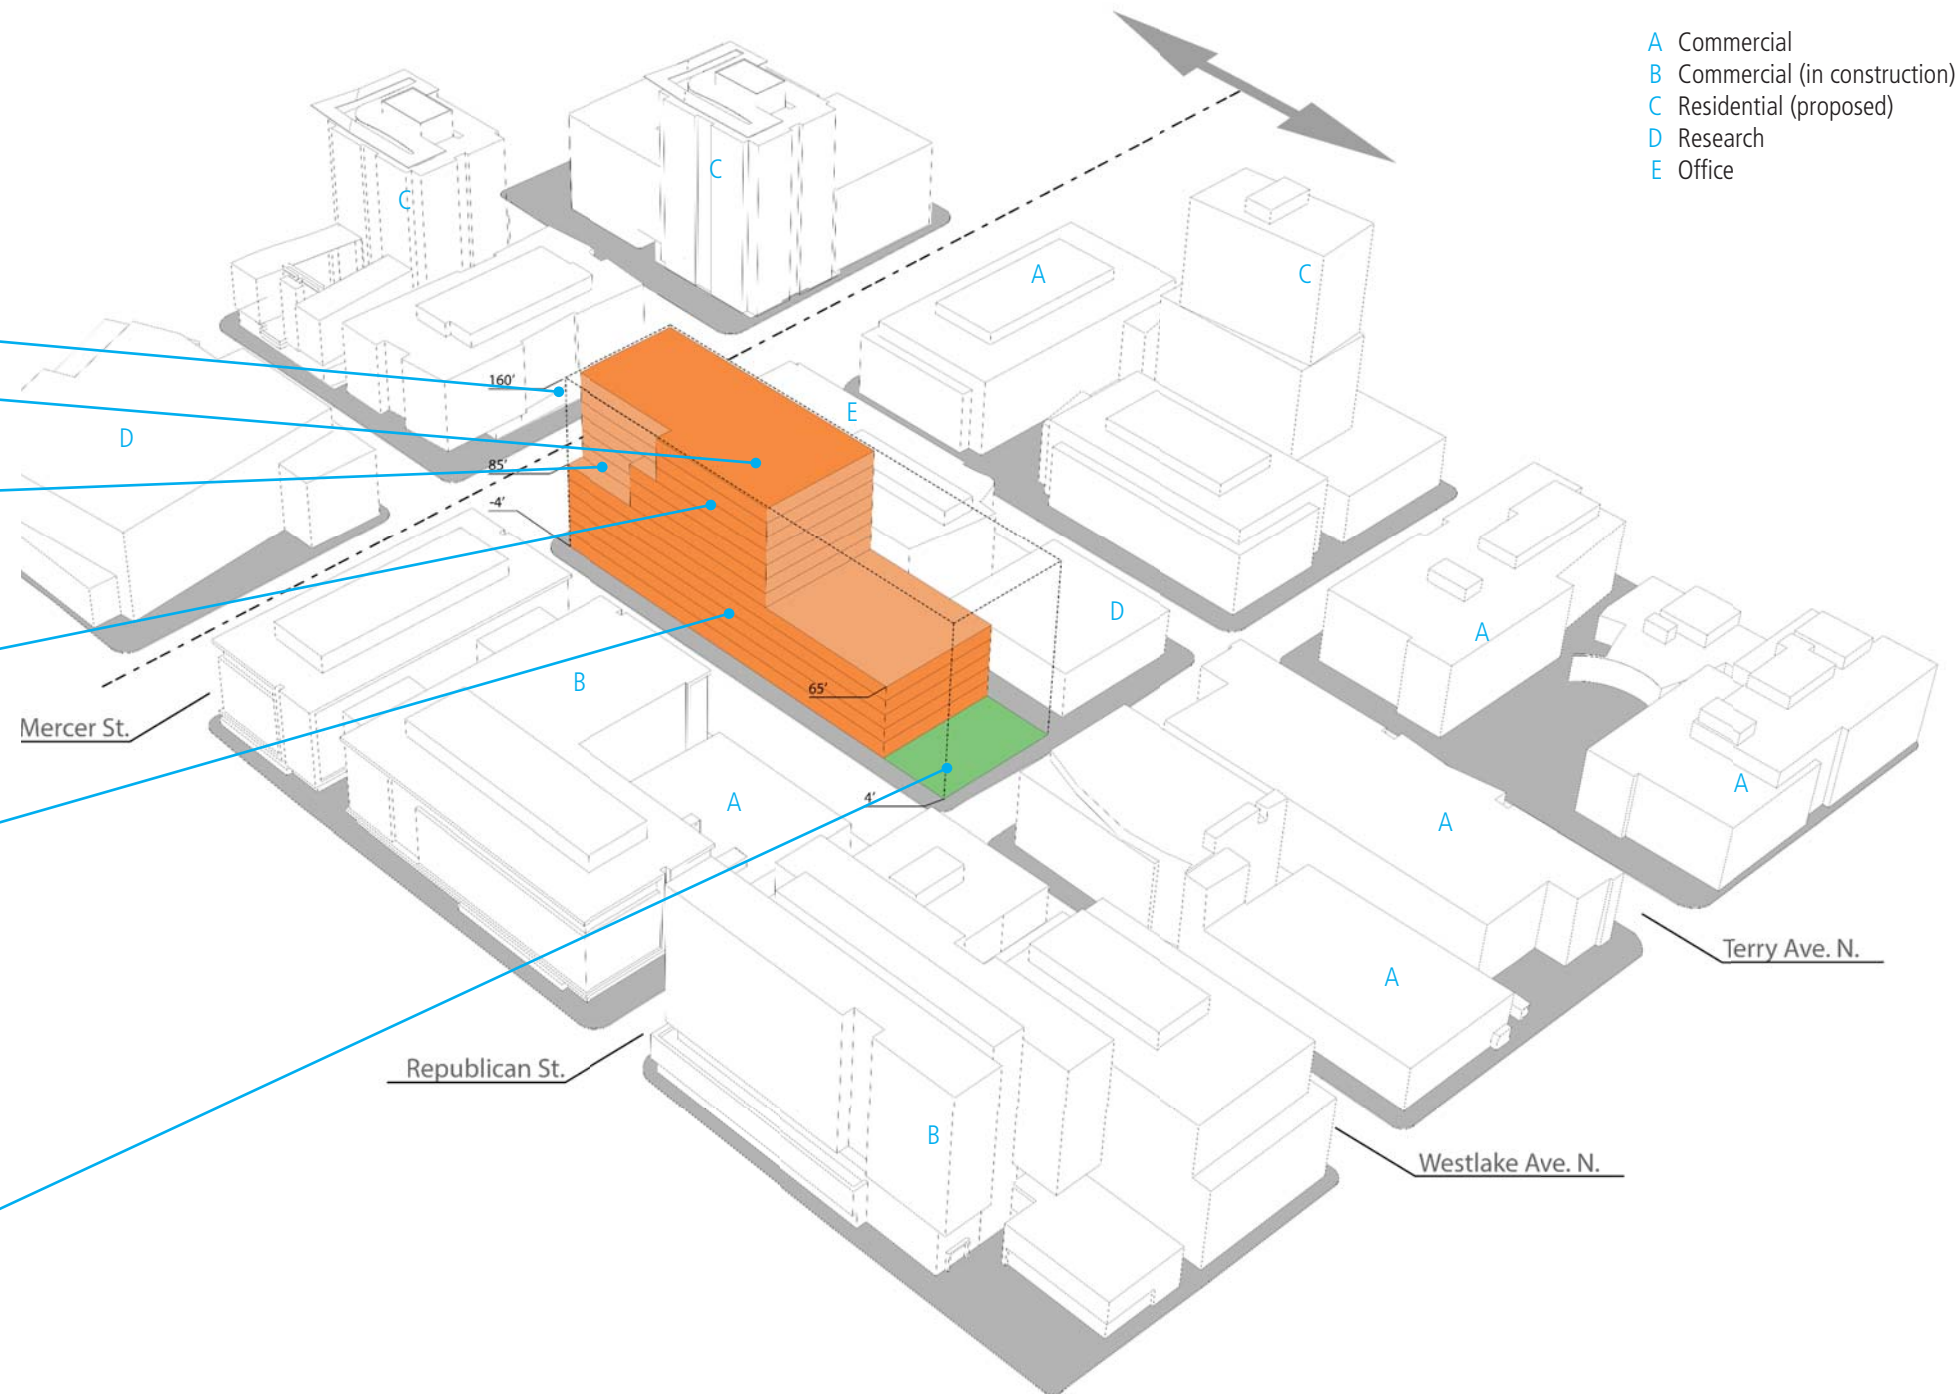 A Commercial
B Commercial (in construction)
C Residential (proposed)
D Research
E Office
C
C
A
C
160'
E
D
85'
-4'
D
A
B
65'
Mercer St.
A
A
4'
A
A
Terry Ave. N.
Republican St.
B
Westlake Ave. N.